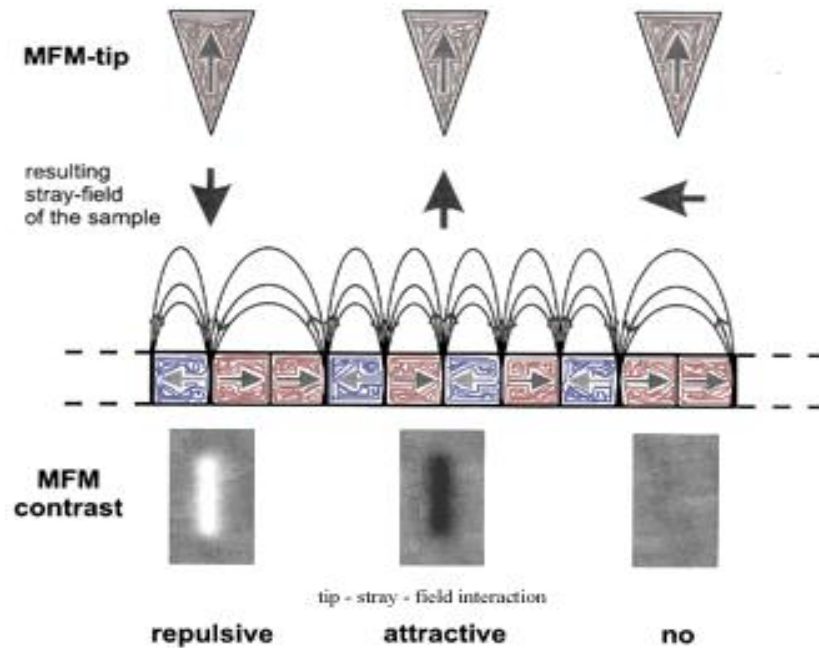 MFM-tip
resulting
stray-field
of the sample
MFM
contrast
tip - stray - field interaction
repulsive attractive no